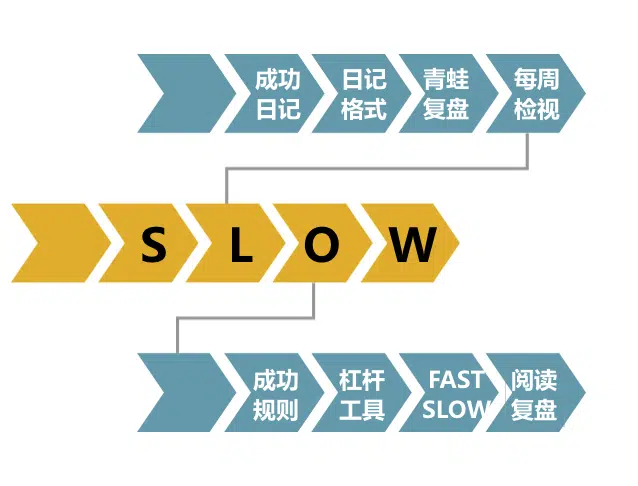 成功 日记 青蛙 每周
日记 格式 复盘 检视
S L O W
成功 杠杆 FAST 阅读
规则 工具 SLOW 复盘